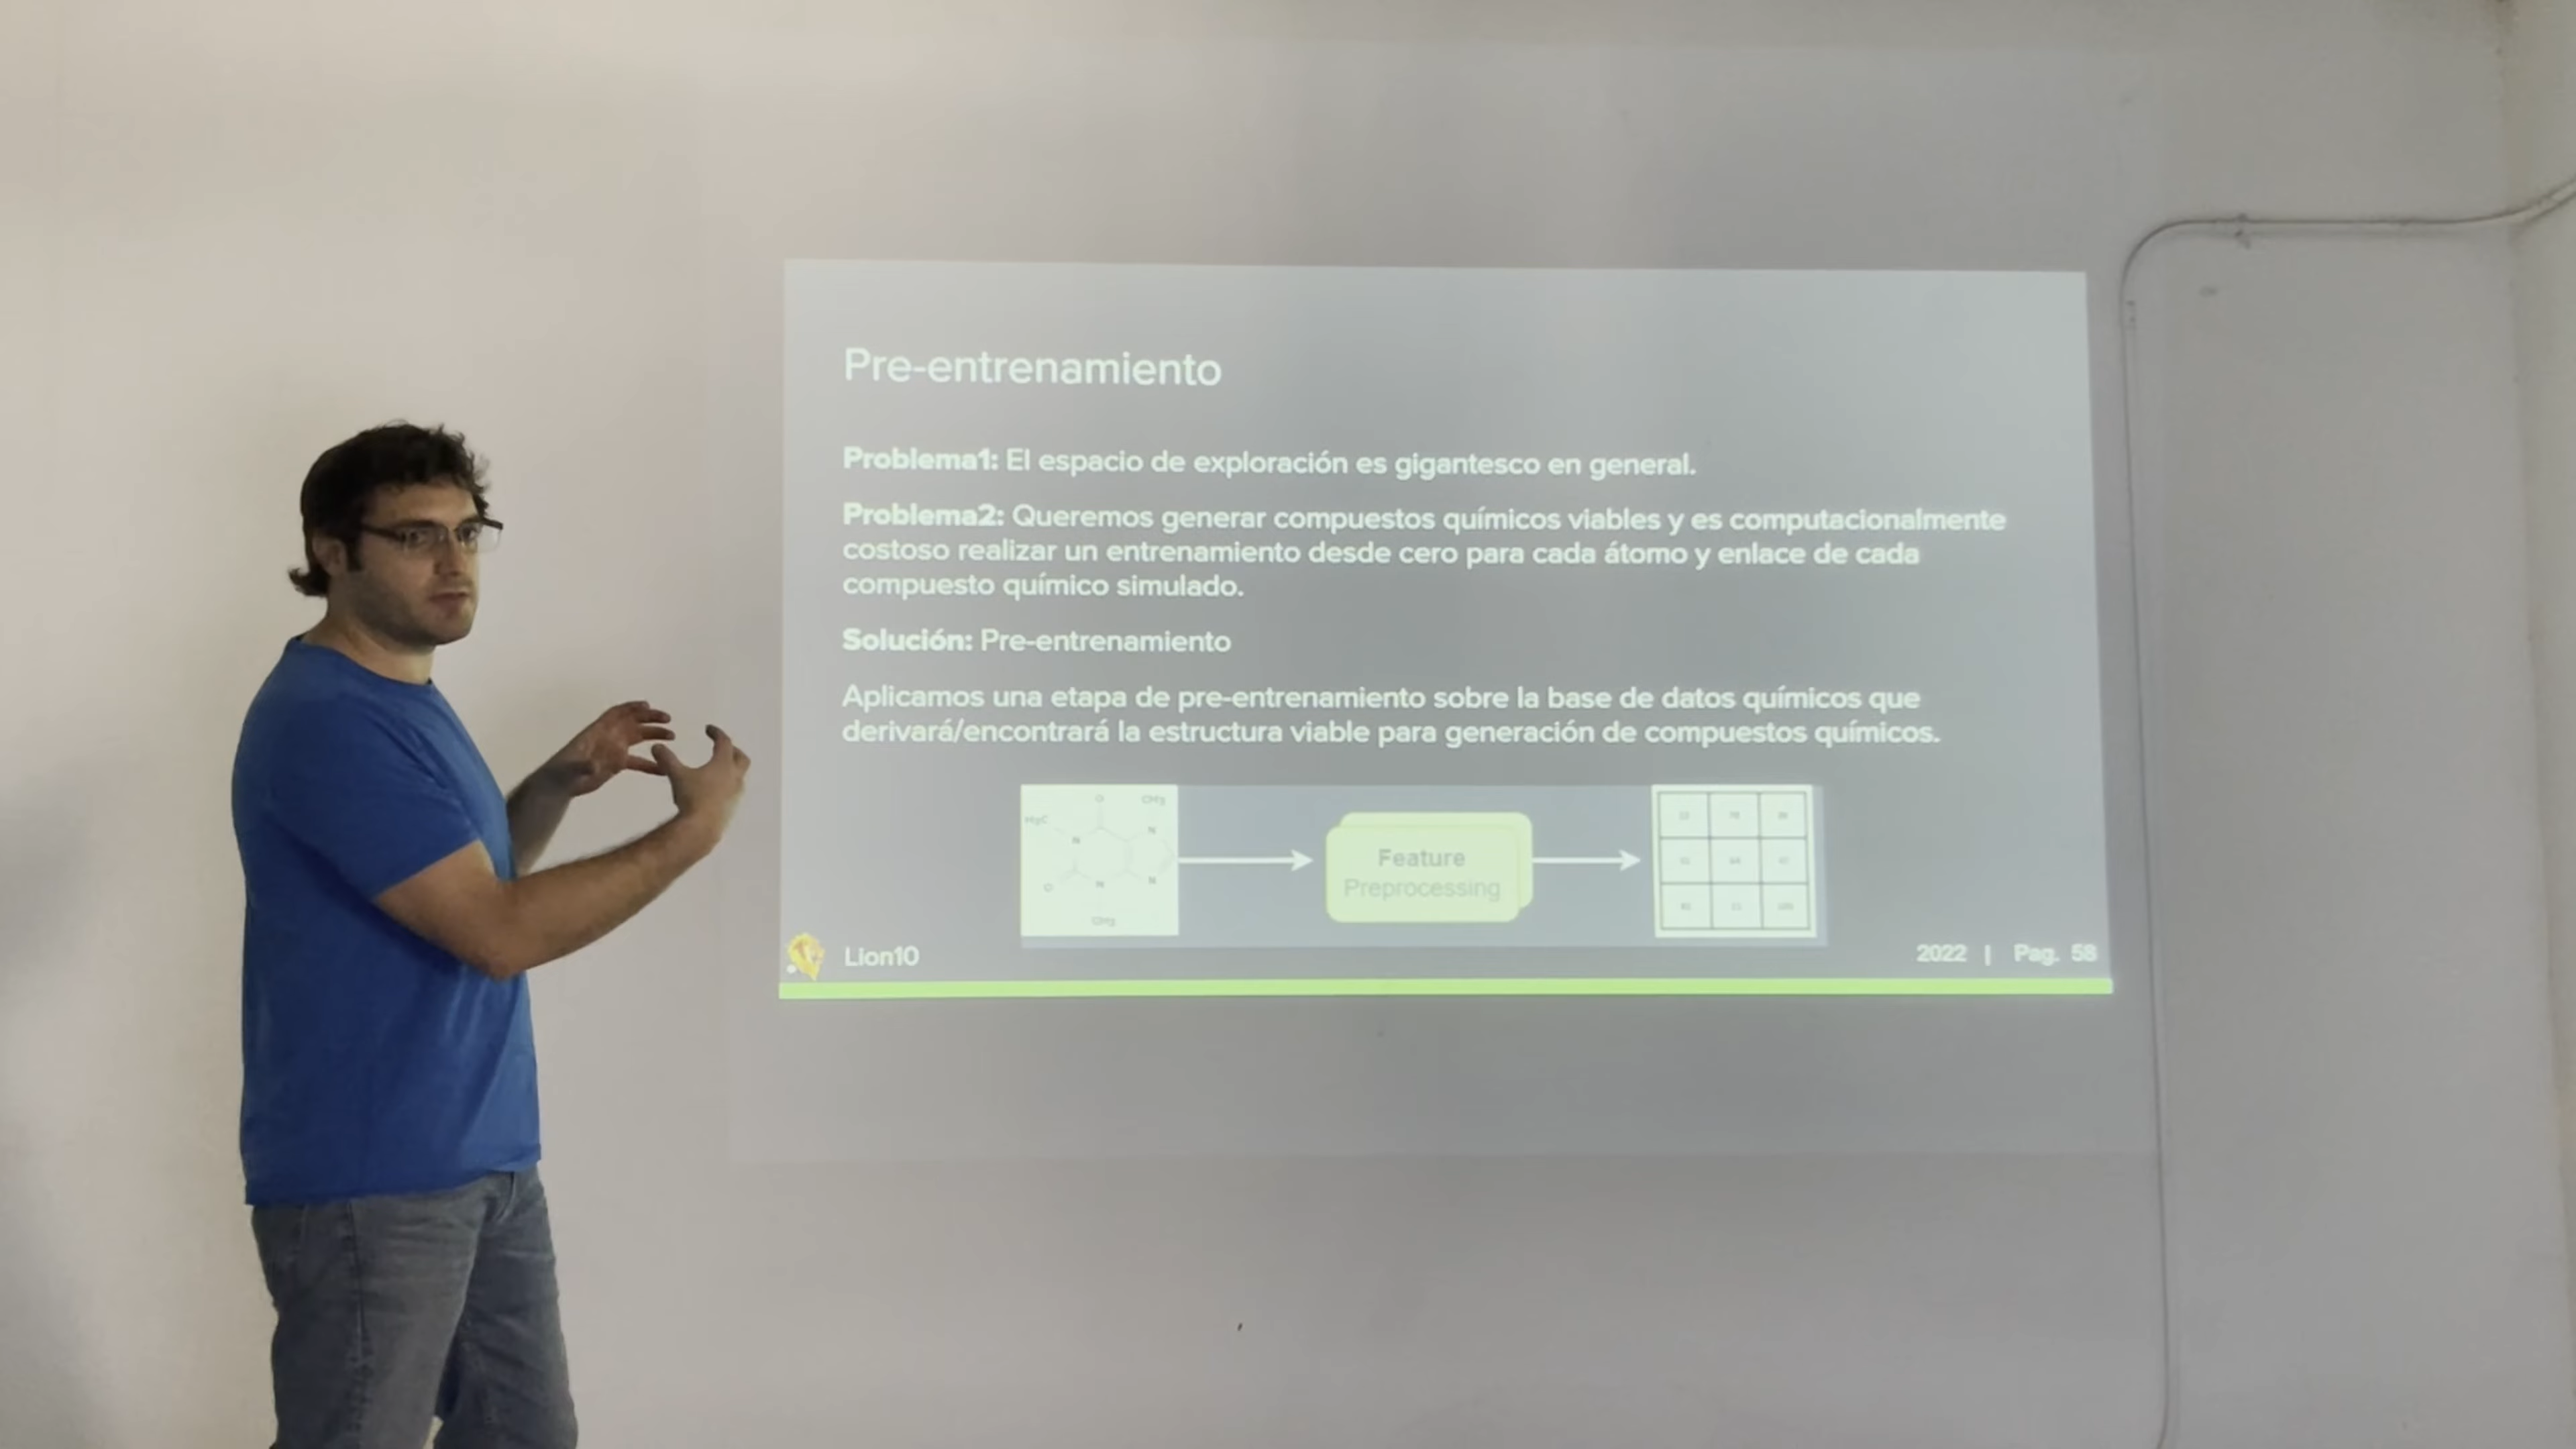 Pre-entrenamiento
Problema1: El espacio de exploración es gigantesco en general.
Problema2: Queremos generar compuestos químicos viables y es computacionalmente
costoso realizar un entrenamiento desde cero para cada átomo y enlace de cada
compuesto químico simulado.
Solución: Pre-entrenamiento
Aplicamos una etapa de pre-entrenamiento sobre la base de datos químicos que
derivará/encontrará la estructura viable para generación de compuestos químicos.
O CH3
H3C
N N
O N N
CH3
Feature
Preprocessing
Lion10
2022 | Pag. 58